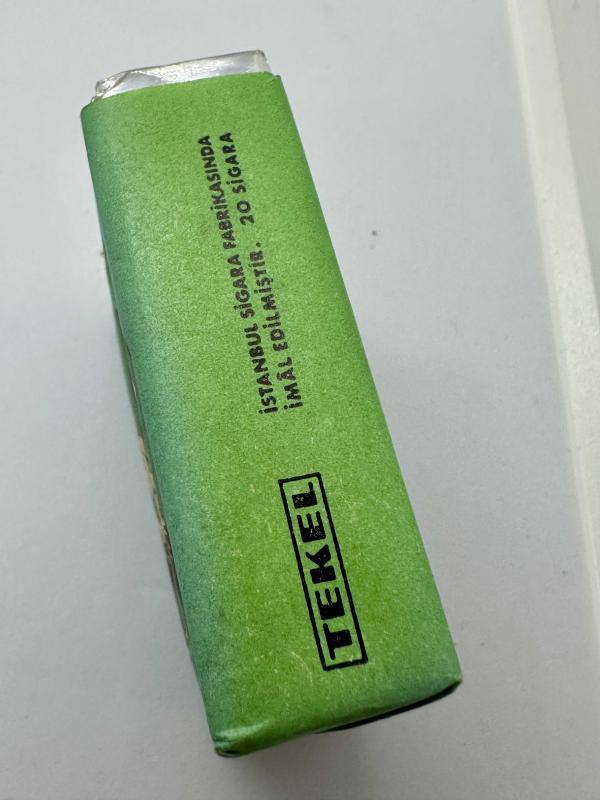 İSTANBUL SİGARA FABRİKASINDA
İMÂL EDİLMİŞTİR. 20 SİGARA
TEKEL